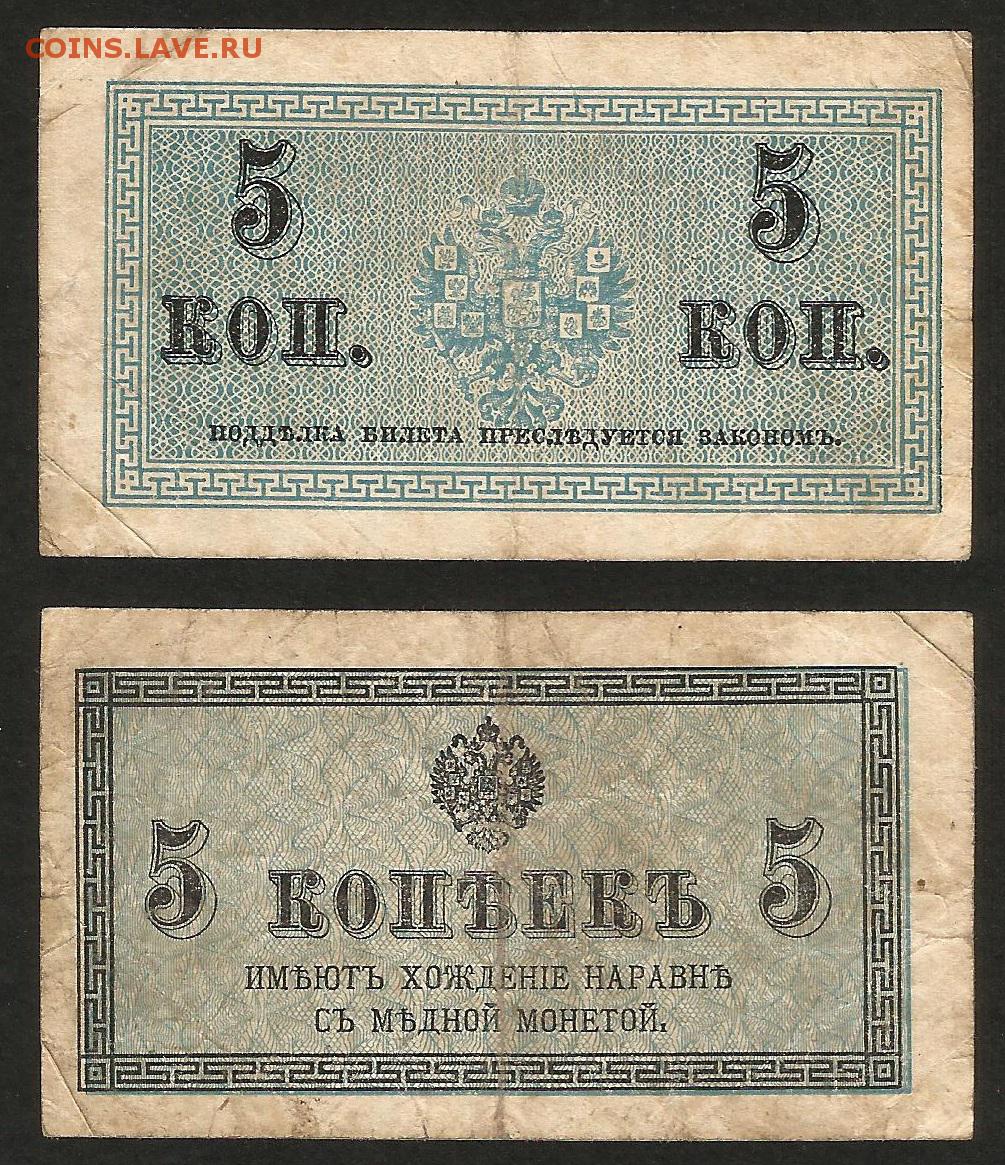 COINS.LAVE.RU
5 5
КОП. КОП.
ПОДДѢЛКА БИЛЕТА ПРЕСЛѢДУЕТСЯ ЗАКОНОМЪ.
5 КОПѢЕКЪ 5
ИМѢЮТЪ ХОЖДЕНІЕ НАРАВНѢ
СЪ МѢДНОЙ МОНЕТОЙ.